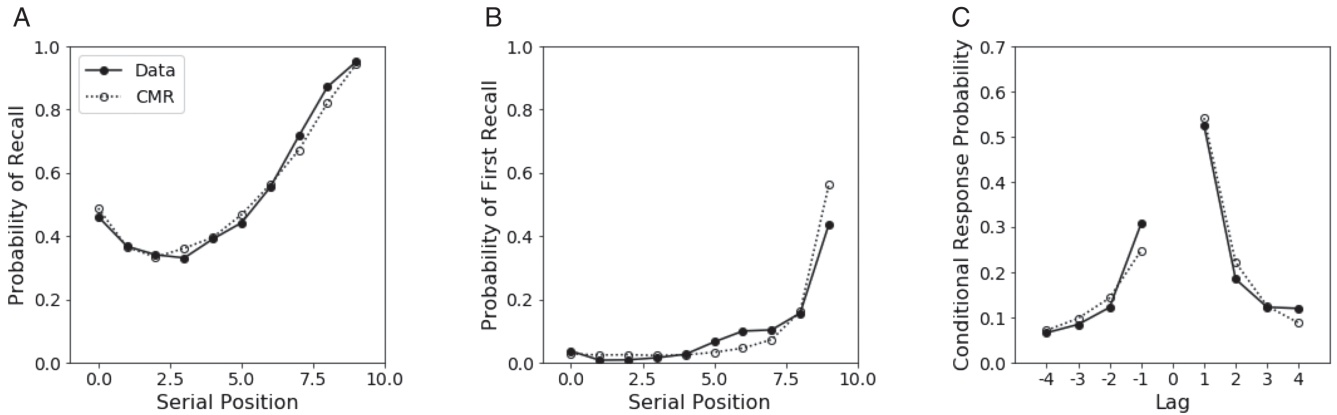 A
B
C
Probability of Recall
1.0
0.8
0.6
0.4
0.2
0.0
Data
CMR
0.0 2.5 5.0 7.5 10.0
Serial Position
Probability of First Recall
1.0
0.8
0.6
0.4
0.2
0.0
0.0 2.5 5.0 7.5 10.0
Serial Position
Conditional Response Probability
0.7
0.6
0.5
0.4
0.3
0.2
0.1
0.0
-4 -3 -2 -1 0 1 2 3 4
Lag